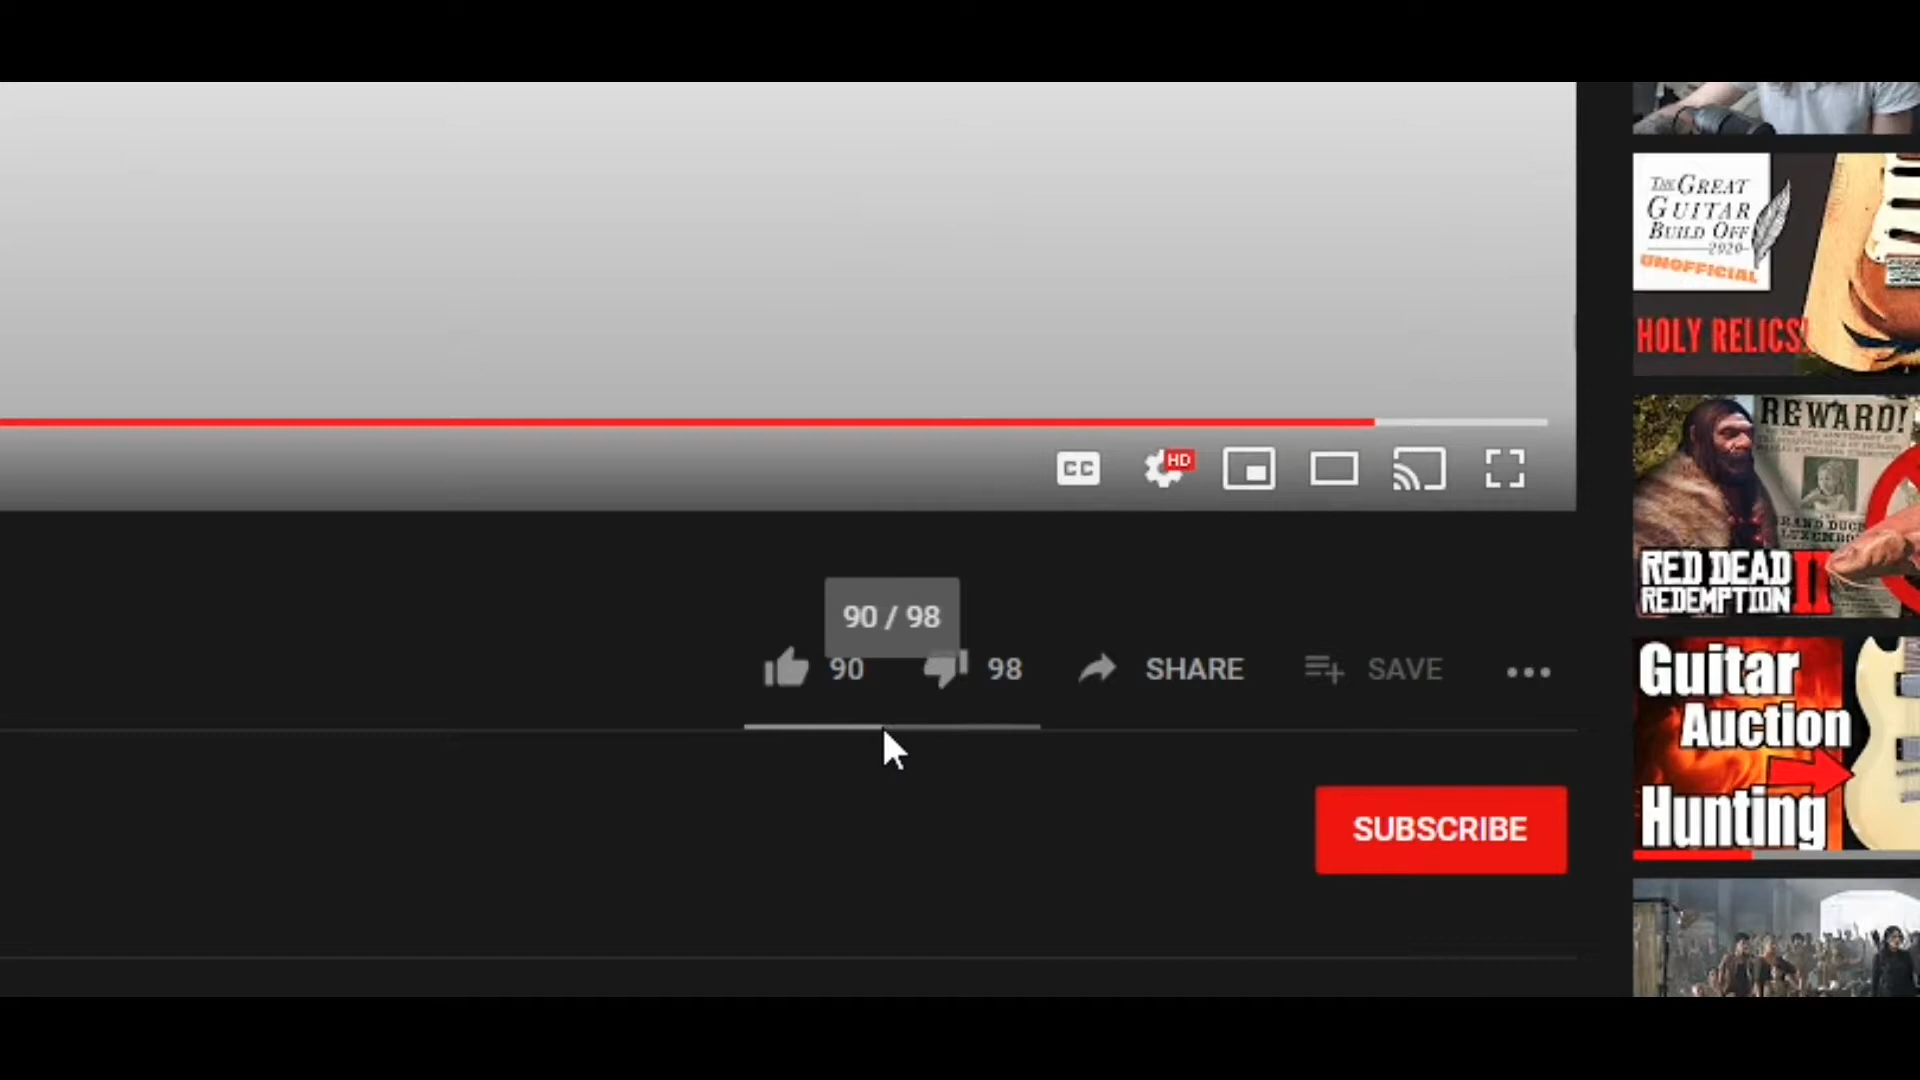 THE GREAT
GUITAR
BUILD OFF
2020
UNOFFICIAL
HOLY RELICS!
CC
HD
REWARD!
RED DEAD
REDEMPTION II
90 / 98
90
98
SHARE
SAVE
Guitar
Auction
Hunting
SUBSCRIBE